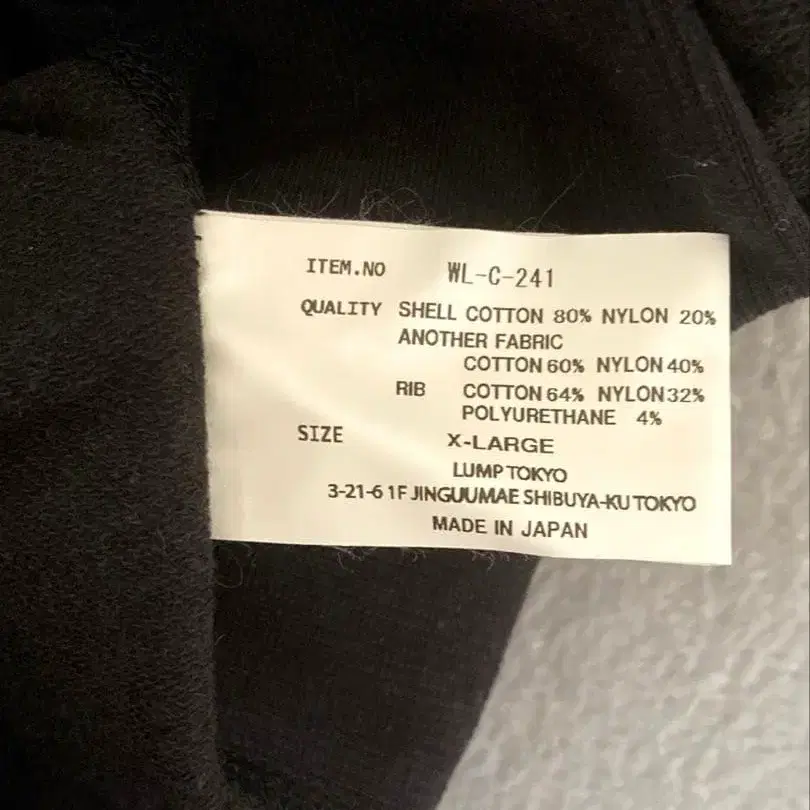 ITEM.NO WL-C-241
QUALITY SHELL COTTON 80% NYLON 20%
ANOTHER FABRIC
COTTON 60% NYLON 40%
RIB COTTON 64% NYLON 32%
POLYURETHANE 4%
SIZE X-LARGE
LUMP TOKYO
3-21-6 1F JINGUUMAE SHIBUYA-KU TOKYO
MADE IN JAPAN